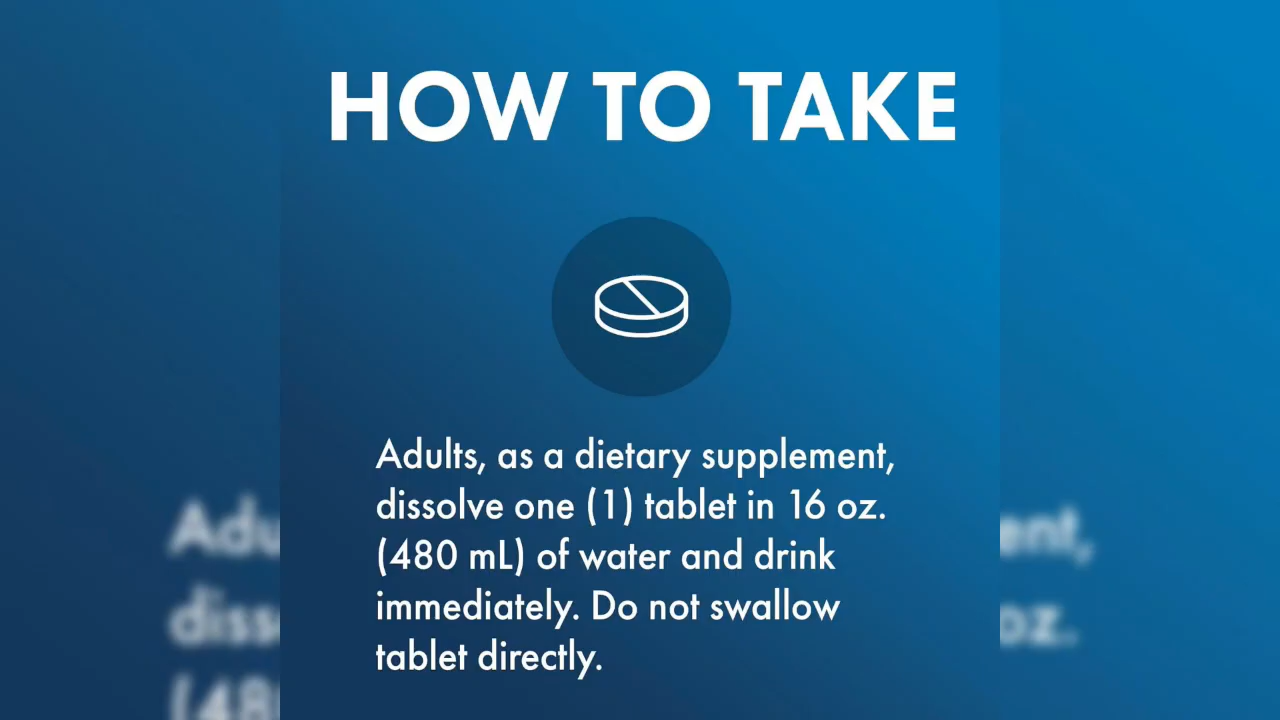 HOW TO TAKE
Adults, as a dietary supplement,
dissolve one (1) tablet in 16 oz.
(480 mL) of water and drink
immediately. Do not swallow
tablet directly.